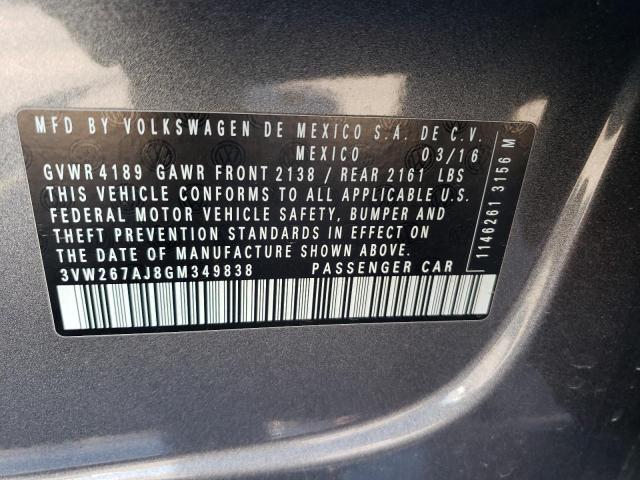 MFD BY VOLKSWAGEN DE MEXICO S.A. DE C.V.
MEXICO 03/16
GVWR 4189 GAWR FRONT 2138 / REAR 2161 LBS
THIS VEHICLE CONFORMS TO ALL APPLICABLE U.S.
FEDERAL MOTOR VEHICLE SAFETY, BUMPER AND
THEFT PREVENTION STANDARDS IN EFFECT ON
THE DATE OF MANUFACTURE SHOWN ABOVE.
3VW267AJ8GM349838 PASSENGER CAR
1146261 3156 M